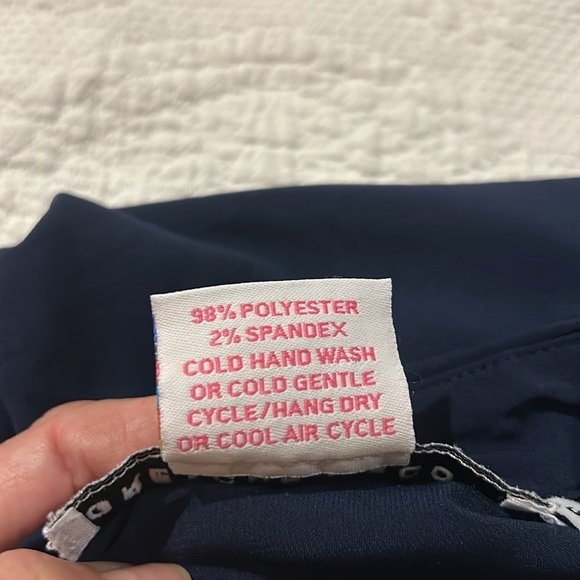 98% POLYESTER
2% SPANDEX
COLD HAND WASH
OR COLD GENTLE
CYCLE/HANG DRY
OR COOL AIR CYCLE